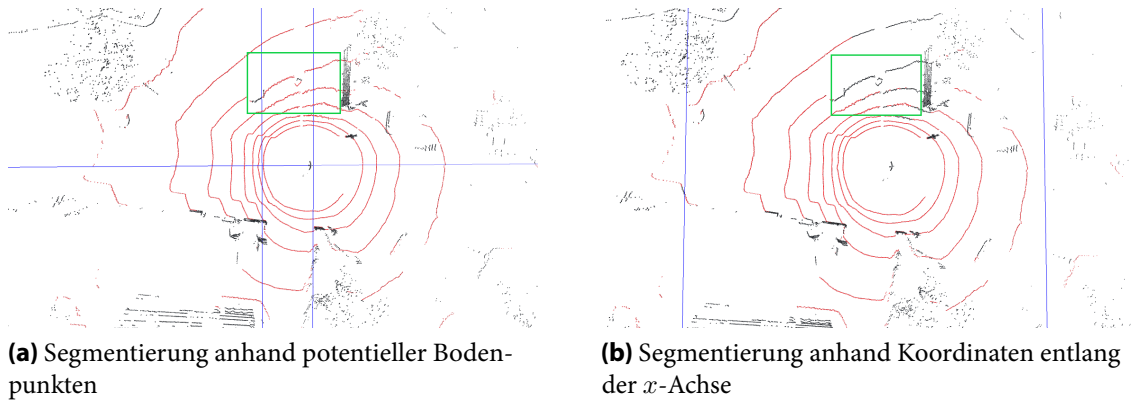 (a) Segmentierung anhand potentieller Boden-
punkten
(b) Segmentierung anhand Koordinaten entlang
der x-Achse